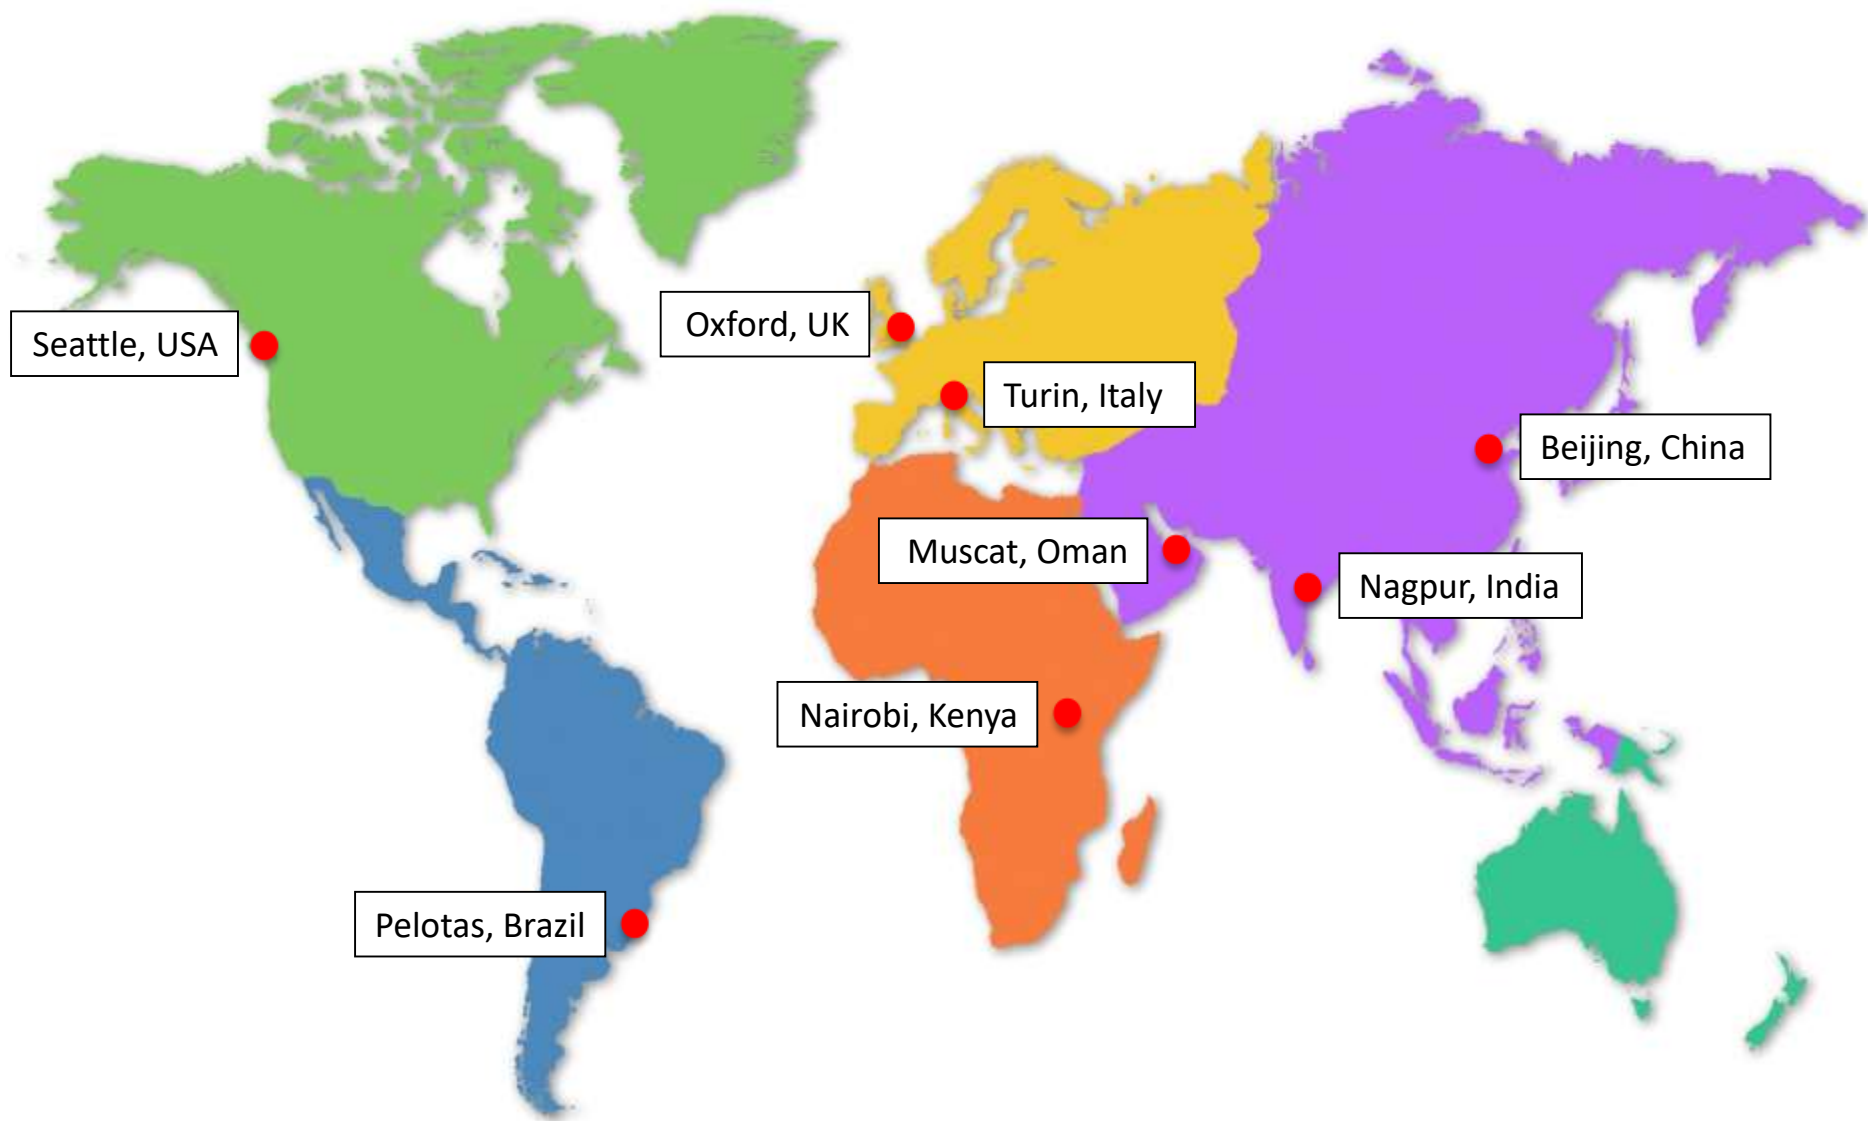 Seattle, USA
Oxford, UK
Turin, Italy
Beijing, China
Muscat, Oman
Nagpur, India
Nairobi, Kenya
Pelotas, Brazil